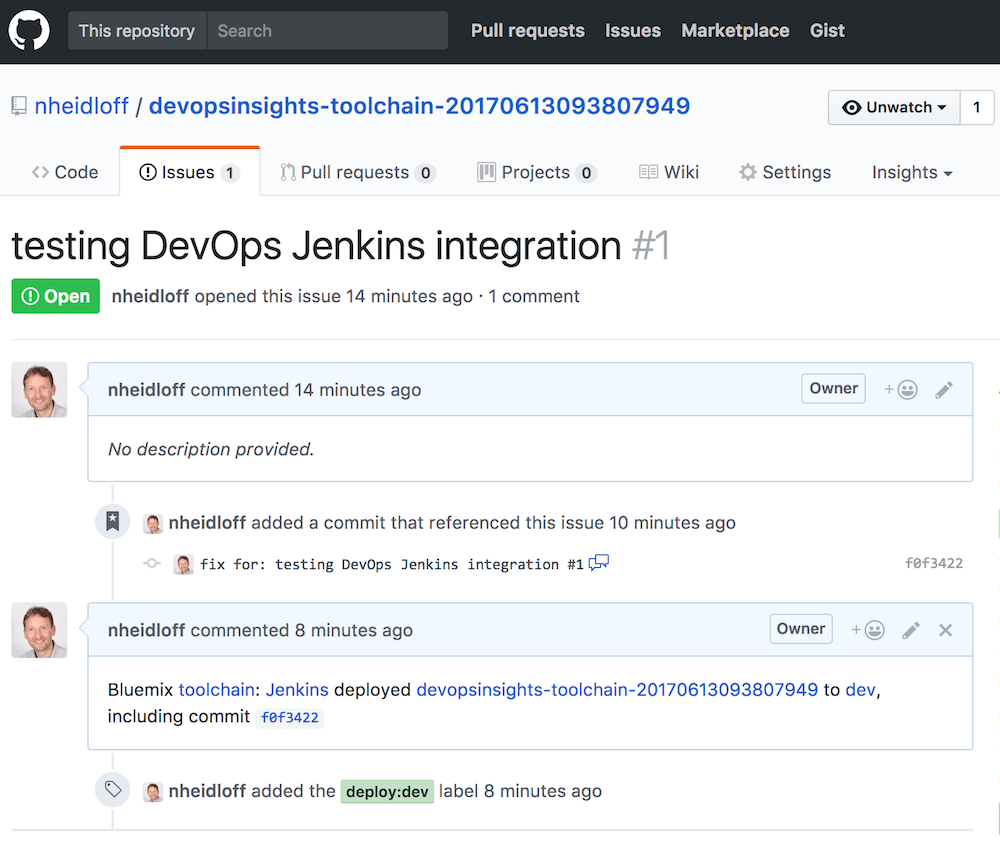 This repository Search Pull requests Issues Marketplace Gist
nheidloff / devopsinsights-toolchain-20170613093807949 Unwatch 1
Code Issues 1 Pull requests 0 Projects 0 Wiki Settings Insights
testing DevOps Jenkins integration #1
Open nheidloff opened this issue 14 minutes ago · 1 comment
nheidloff commented 14 minutes ago Owner +
No description provided.
nheidloff added a commit that referenced this issue 10 minutes ago
fix for: testing DevOps Jenkins integration #1 f0f3422
nheidloff commented 8 minutes ago Owner +
Bluemix toolchain: Jenkins deployed devopsinsights-toolchain-20170613093807949 to dev,
including commit f0f3422
nheidloff added the deploy:dev label 8 minutes ago